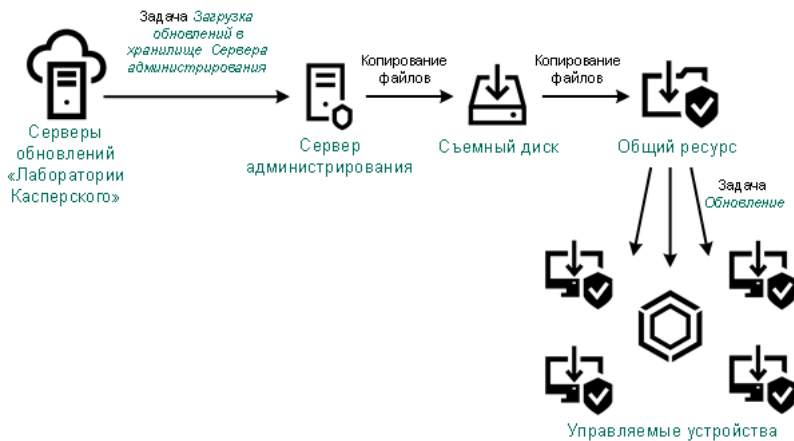 Задача Загрузка
обновлений в
хранилище Сервера
администрирования
Серверы
обновлений
«Лаборатории
Касперского»
Сервер
администрирования
Копирование
файлов
Съемный диск
Копирование
файлов
Общий ресурс
Задача
Обновление
Управляемые устройства